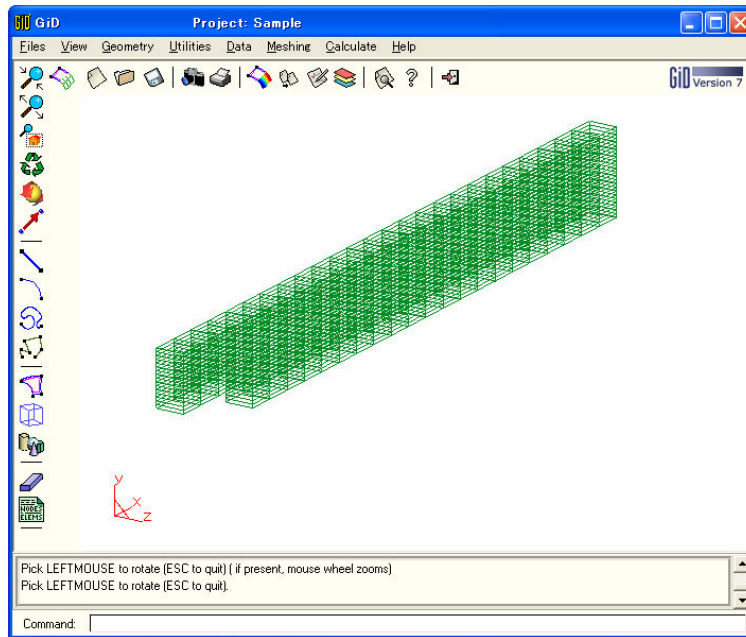 GiD GiD Project: Sample
Files View Geometry Utilities Data Meshing Calculate Help
GiD Version 7
y
x
z
NODES
ELEMS
Pick LEFTMOUSE to rotate (ESC to quit) ( if present, mouse wheel zooms)
Pick LEFTMOUSE to rotate (ESC to quit).
Command: